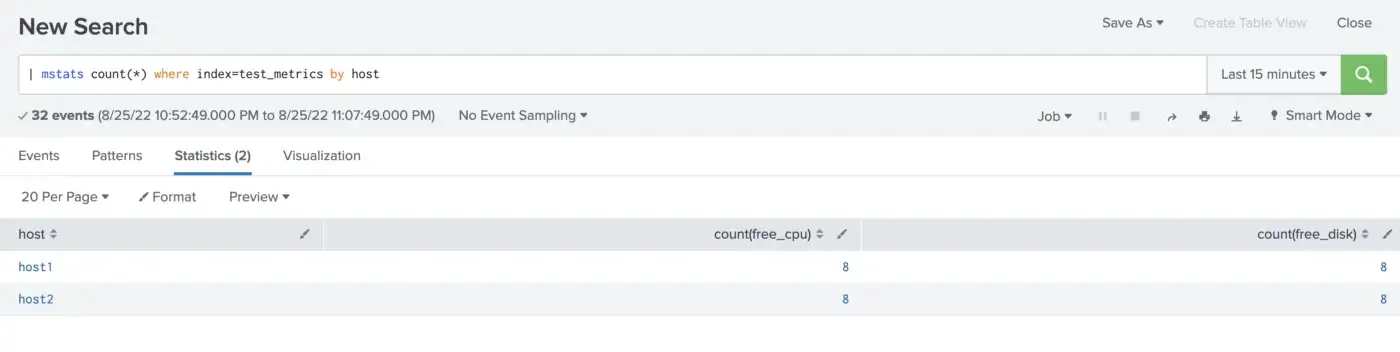 New Search
Save As Create Table View Close
| mstats count(*) where index=test_metrics by host
Last 15 minutes
32 events (8/25/22 10:52:49.000 PM to 8/25/22 11:07:49.000 PM) No Event Sampling
Job Smart Mode
Events Patterns Statistics (2) Visualization
20 Per Page Format Preview
host count(free_cpu) count(free_disk)
host1 8 8
host2 8 8